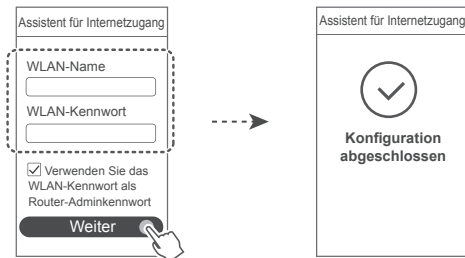 Assistent für Internetzugang
WLAN-Name
WLAN-Kennwort
Verwenden Sie das
WLAN-Kennwort als
Router-Adminkennwort
Weiter
Assistent für Internetzugang
Konfiguration
abgeschlossen